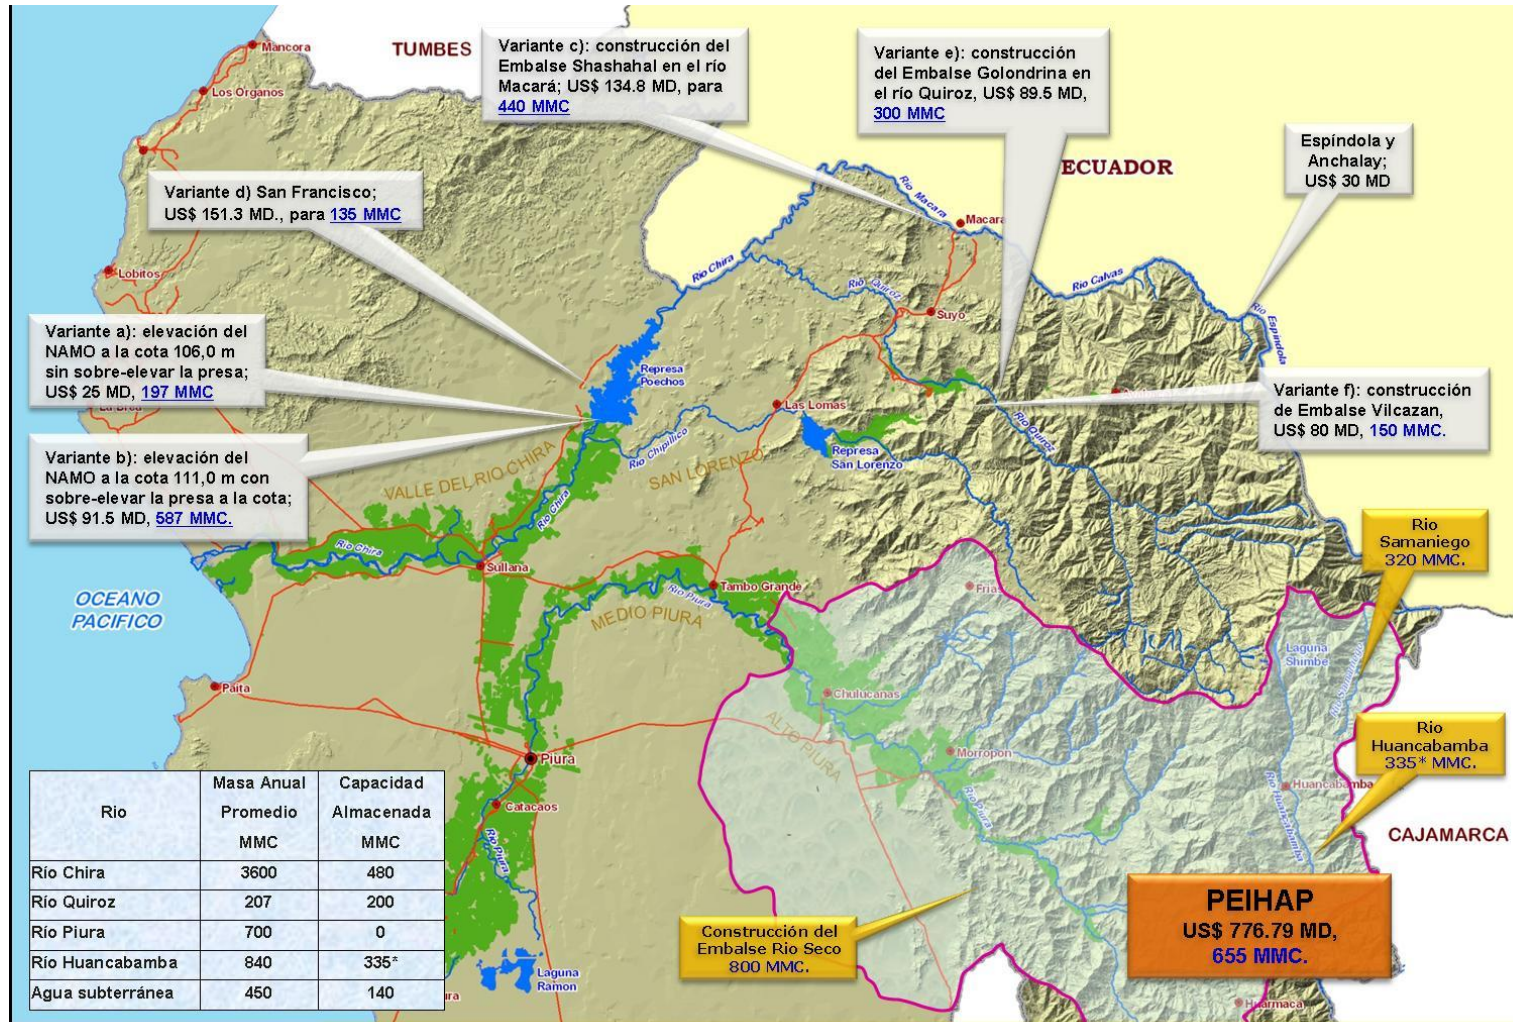 Mancora
TUMBES
Los Organos
Variante c): construcción del
Embalse Shashahal en el río
Macará; US$ 134.8 MD, para
440 MMC
Variante e): construcción
del Embalse Golondrina en
el río Quiroz, US$ 89.5 MD,
300 MMC
Espíndola y
Anchalay;
US$ 30 MD
ECUADOR
Variante d) San Francisco;
US$ 151.3 MD., para 135 MMC
Rio Macara
Macara
Lobitos
Rio Chira
Rio Quiroz
Rio Calvas
Rio Espindola
Suyo
Variante a): elevación del
NAMO a la cota 106,0 m
sin sobre-elevar la presa;
US$ 25 MD, 197 MMC
La Brea
Represa
Poechos
Las Lomas
Variante f): construcción
de Embalse Vilcazan,
US$ 80 MD, 150 MMC.
Rio Quiroz
Variante b): elevación del
NAMO a la cota 111,0 m con
sobre-elevar la presa a la cota;
US$ 91.5 MD, 587 MMC.
Rio Chipillico
Represa
San Lorenzo
SAN LORENZO
VALLE DEL RIO CHIRA
Rio Chira
Rio Chira
Sullana
Rio
Samaniego
320 MMC.
OCEANO
PACIFICO
Tambo Grande
Rio Piura
MEDIO PIURA
Frias
Laguna
Shimbe
Paita
Chulucanas
ALTO PIURA
Morropon
Rio
Huancabamba
335* MMC.
Piura
Catacaos
Rio Piura
Rio Piura
Huancabamba
Rio Huancabamba
CAJAMARCA
Rio
Masa Anual
Promedio
MMC
Capacidad
Almacenada
MMC
Río Chira 3600 480
Río Quiroz 207 200
Río Piura 700 0
Río Huancabamba 840 335*
Agua subterránea 450 140
Construcción del
Embalse Rio Seco
800 MMC.
PEIHAP
US$ 776.79 MD,
655 MMC.
Laguna
Ramon
Huarmaca